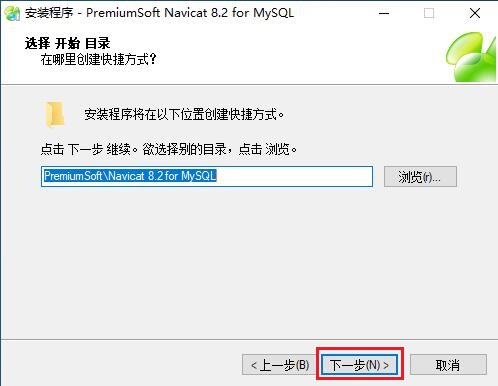 安装程序 - PremiumSoft Navicat 8.2 for MySQL
选择 开始 目录
在哪里创建快捷方式?
安装程序将在以下位置创建快捷方式。
点击 下一步 继续。欲选择别的目录，点击 浏览。
PremiumSoft\Navicat 8.2 for MySQL
浏览(r)...
< 上一步(B)
下一步(N) >
取消